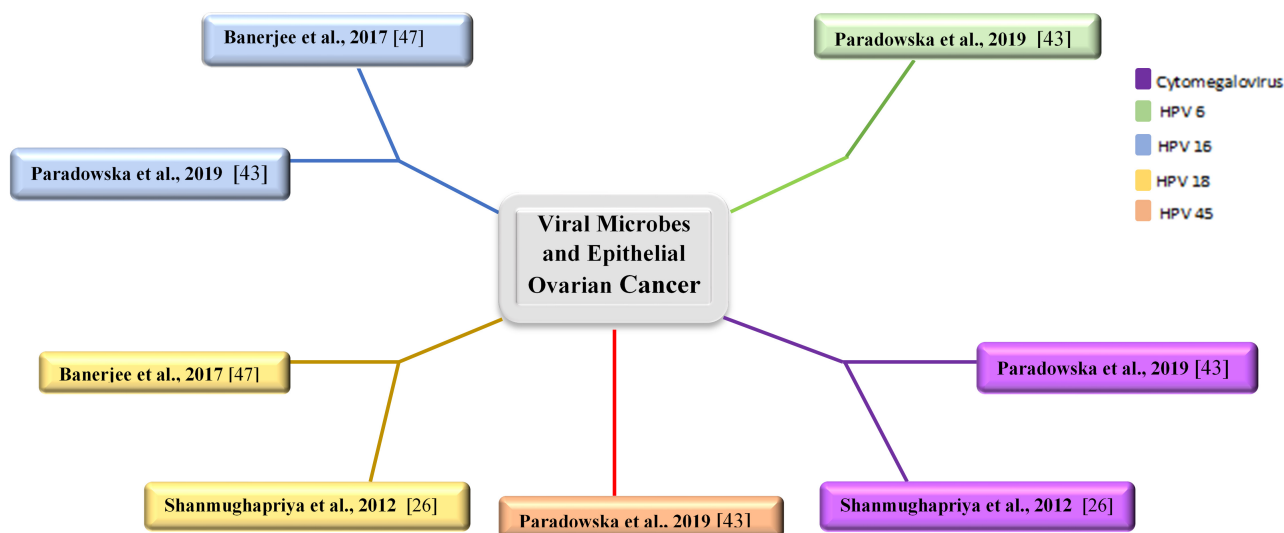 Banerjee et al., 2017 [47]
Paradowska et al., 2019 [43]
Cytomegalovirus
HPV 6
HPV 16
HPV 18
HPV 45
Paradowska et al., 2019 [43]
Viral Microbes
and Epithelial
Ovarian Cancer
Banerjee et al., 2017 [47]
Paradowska et al., 2019 [43]
Shanmughapriya et al., 2012 [26]
Paradowska et al., 2019 [43]
Shanmughapriya et al., 2012 [26]